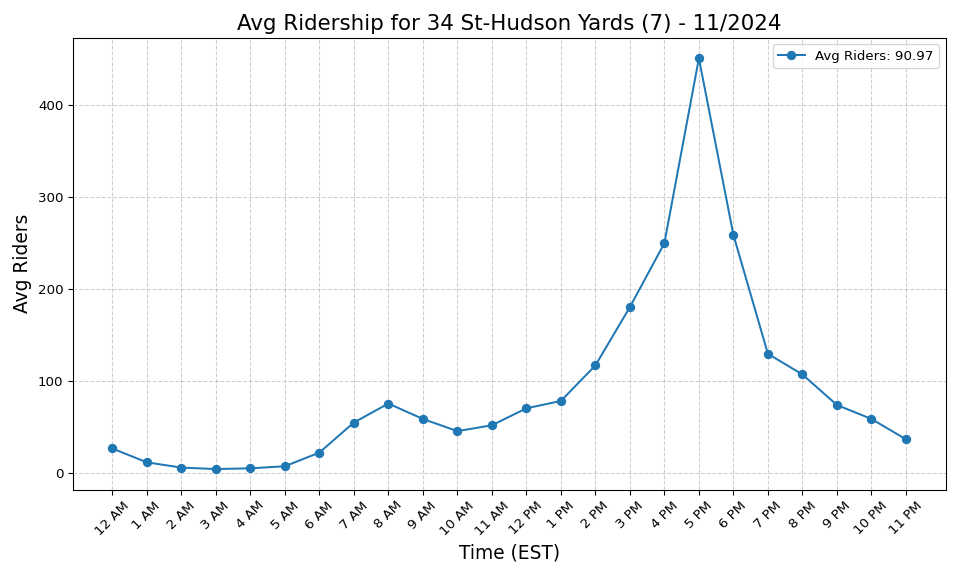 Avg Ridership for 34 St-Hudson Yards (7) - 11/2024
Avg Riders: 90.97
400
300
200
100
0
Avg Riders
12 AM
1 AM
2 AM
3 AM
4 AM
5 AM
6 AM
7 AM
8 AM
9 AM
10 AM
11 AM
12 PM
1 PM
2 PM
3 PM
4 PM
5 PM
6 PM
7 PM
8 PM
9 PM
10 PM
11 PM
Time (EST)